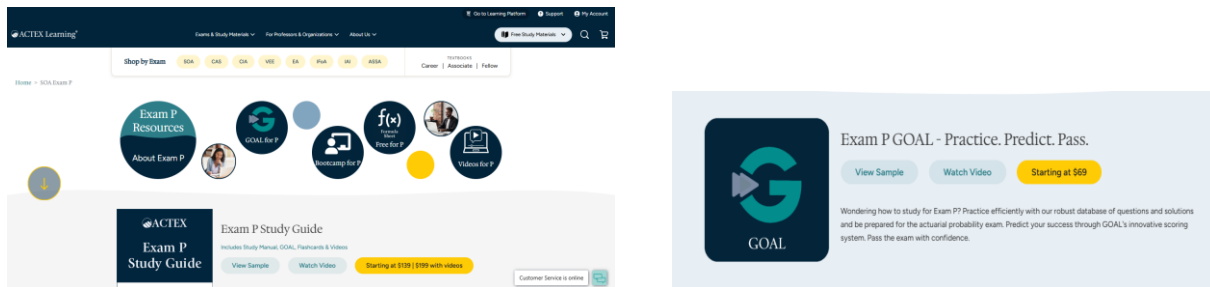 Go to Learning Platform Support My Account
ACTEX Learning® Exams & Study Materials For Professors & Organizations About Us Free Study Materials
Shop by Exam SOA CAS CIA VEE EA IFoA IAI ASSA
TEXTBOOKS
Career | Associate | Fellow
Home > SOA Exam P
Exam P
Resources
About Exam P
GOAL for P
Bootcamp for P
f(x)
Formula
Sheet
Free for P
Videos for P
ACTEX
Exam P
Study Guide
Exam P Study Guide
Includes Study Manual, GOAL, Flashcards & Videos
View Sample Watch Video Starting at $139 | $199 with videos
Customer Service is online
GOAL
Exam P GOAL - Practice. Predict. Pass.
View Sample Watch Video Starting at $69
Wondering how to study for Exam P? Practice efficiently with our robust database of questions and solutions
and be prepared for the actuarial probability exam. Predict your success through GOAL's innovative scoring
system. Pass the exam with confidence.